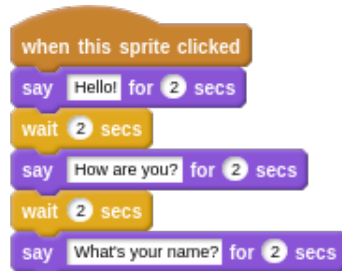 when this sprite clicked
say Hello! for 2 secs
wait 2 secs
say How are you? for 2 secs
wait 2 secs
say What's your name? for 2 secs